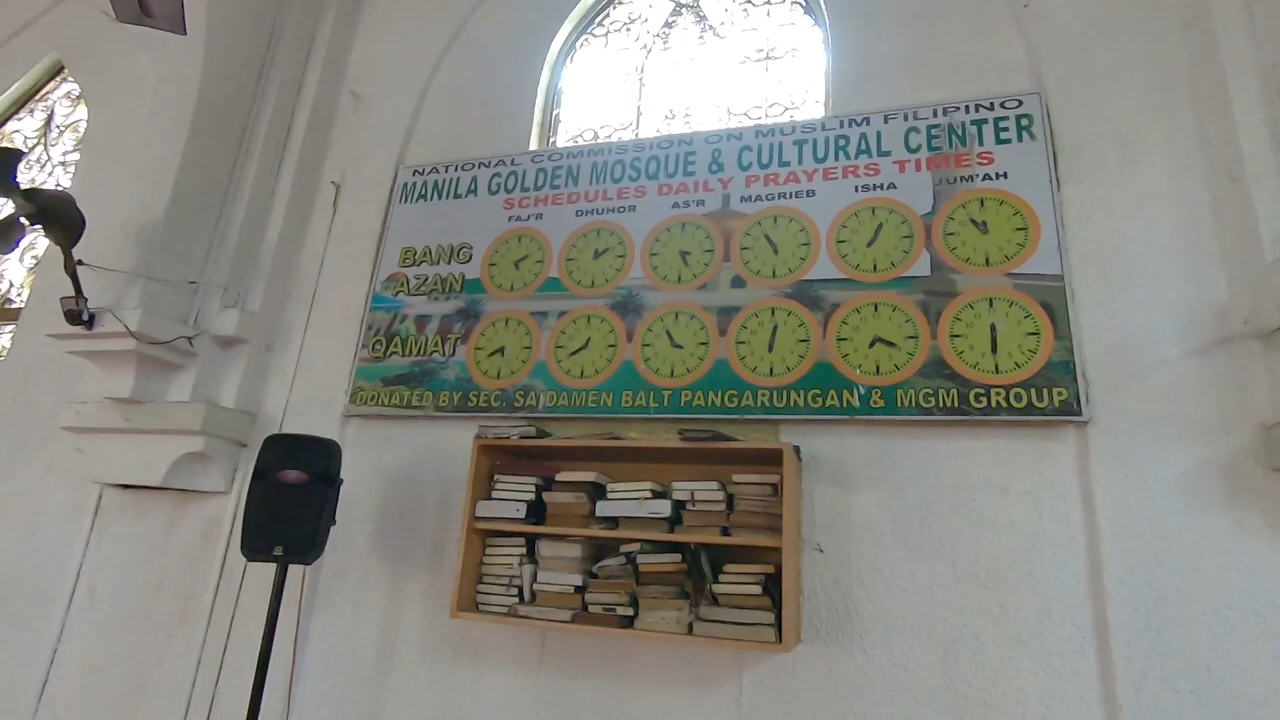 NATIONAL COMMISSION ON MUSLIM FILIPINO
MANILA GOLDEN MOSQUE & CULTURAL CENTER
SCHEDULES DAILY PRAYERS TIMES
FAJ'R DHUHOR AS'R MAGRIEB ISHA JUM'AH
BANG
AZAN
QAMAT
DONATED BY SEC. SAIDAMEN BALT PANGARUNGAN & MGM GROUP